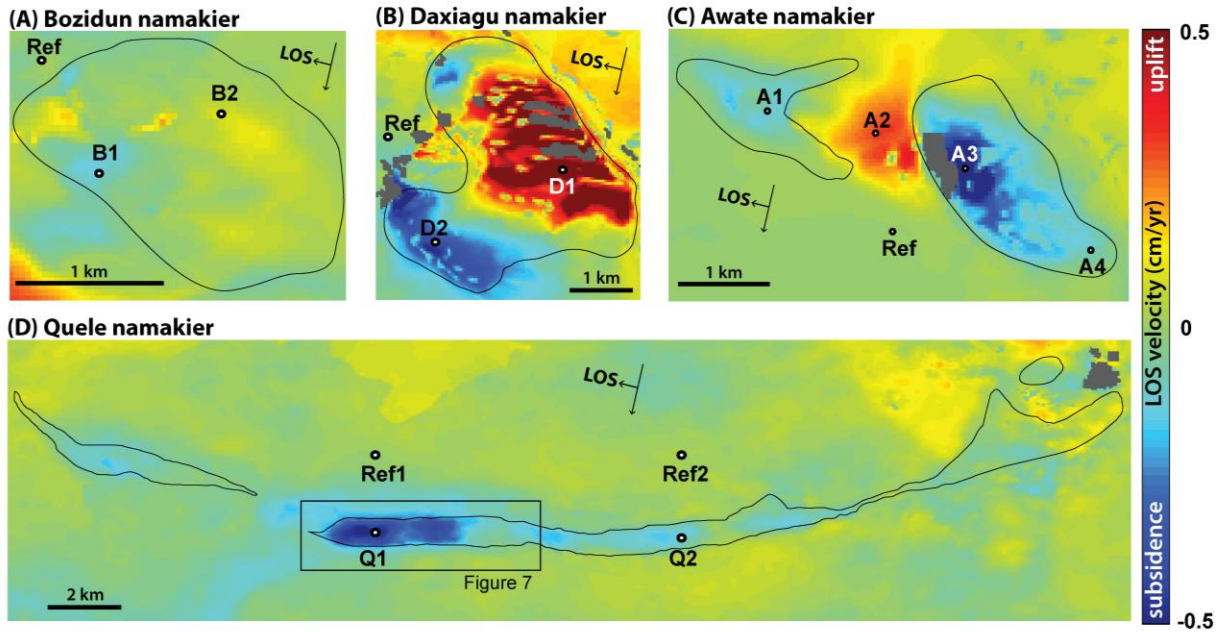 (A) Bozidun namakier
Ref
LOS
B2
B1
1 km
(B) Daxiagu namakier
LOS
Ref
D1
D2
1 km
(C) Awate namakier
A1
A2
A3
LOS
Ref
A4
1 km
0.5
uplift
LOS velocity (cm/yr)
0
subsidence
-0.5
(D) Quele namakier
LOS
Ref1
Ref2
Q1
Q2
Figure 7
2 km